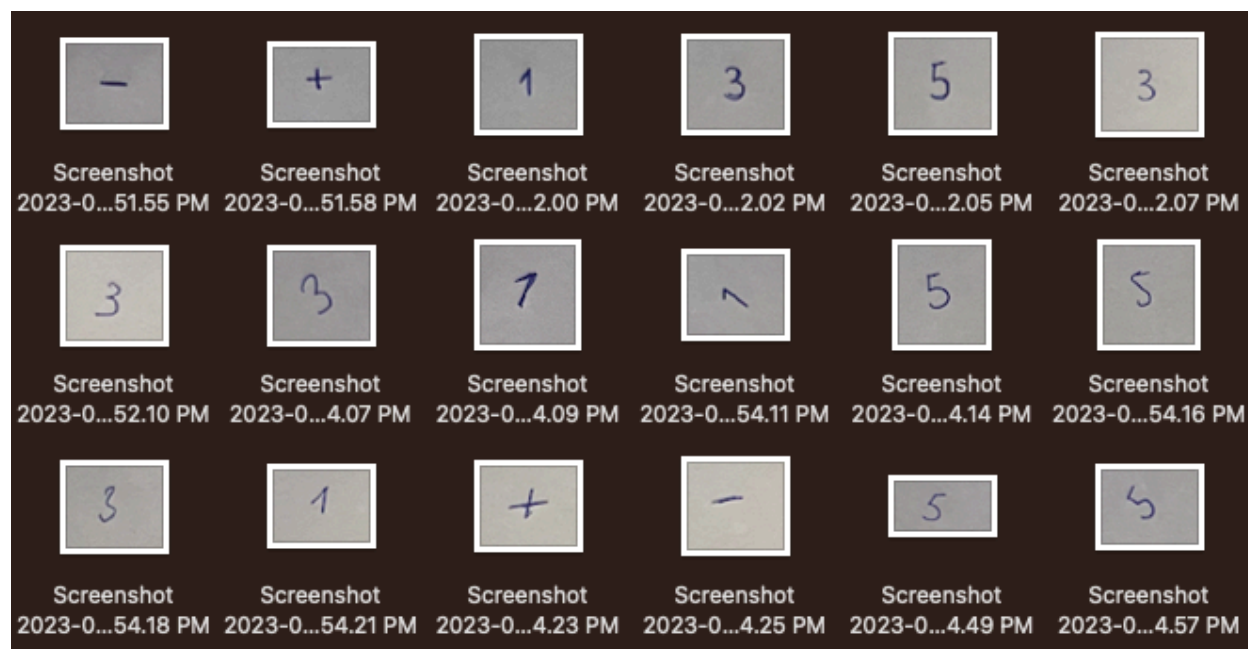 − + 1 3 5 3
Screenshot Screenshot Screenshot Screenshot Screenshot Screenshot
2023-0...51.55 PM 2023-0...51.58 PM 2023-0...2.00 PM 2023-0...2.02 PM 2023-0...2.05 PM 2023-0...2.07 PM
3 3 1 1 5 5
Screenshot Screenshot Screenshot Screenshot Screenshot Screenshot
2023-0...52.10 PM 2023-0...4.07 PM 2023-0...4.09 PM 2023-0...54.11 PM 2023-0...4.14 PM 2023-0...54.16 PM
3 1 + − 5 5
Screenshot Screenshot Screenshot Screenshot Screenshot Screenshot
2023-0...54.18 PM 2023-0...54.21 PM 2023-0...4.23 PM 2023-0...4.25 PM 2023-0...4.49 PM 2023-0...4.57 PM